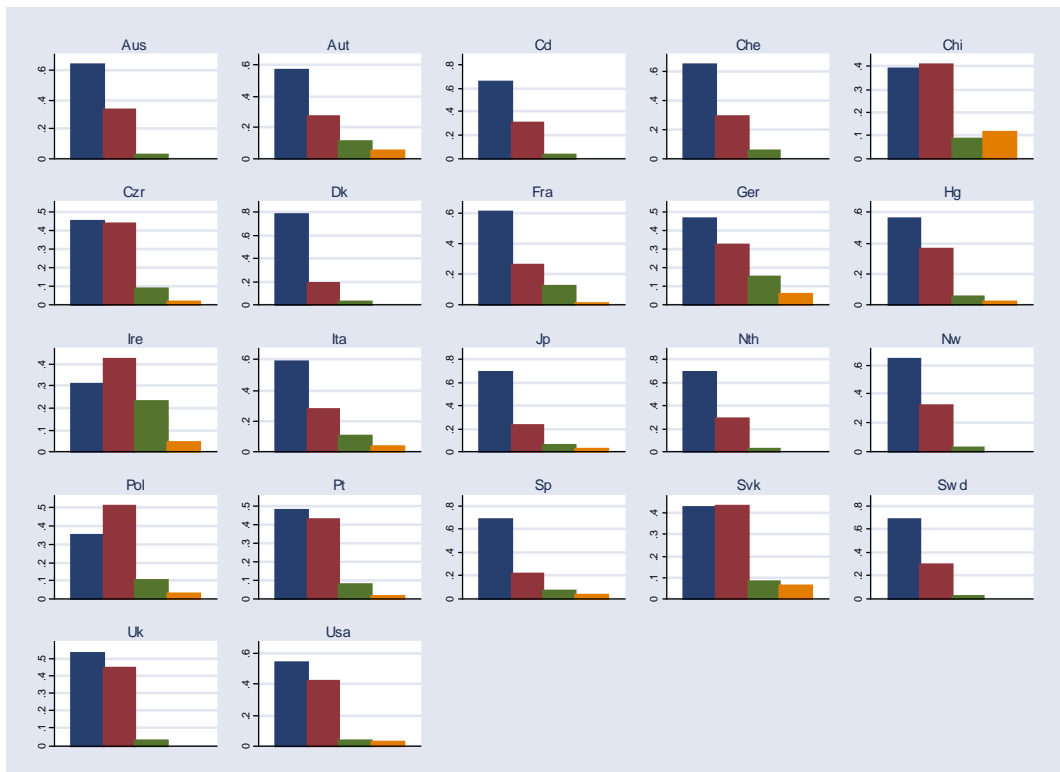 Aus Aut Cd Che Chi
0 .2 .4 .6 0 .2 .4 .6 0 .2 .4 .6 .8 0 .2 .4 .6 0 .1 .2 .3 .4
Czr Dk Fra Ger Hg
0 .1 .2 .3 .4 .5 0 .2 .4 .6 .8 0 .2 .4 .6 0 .1 .2 .3 .4 .5 0 .2 .4 .6
Ire Ita Jp Nth Nw
0 .1 .2 .3 .4 0 .2 .4 .6 0 .2 .4 .6 .8 0 .2 .4 .6 .8 0 .2 .4 .6
Pol Pt Sp Svk Swd
0 .1 .2 .3 .4 .5 0 .1 .2 .3 .4 .5 0 .2 .4 .6 .8 0 .1 .2 .3 .4 0 .2 .4 .6 .8
Uk Usa
0 .1 .2 .3 .4 .5 0 .2 .4 .6